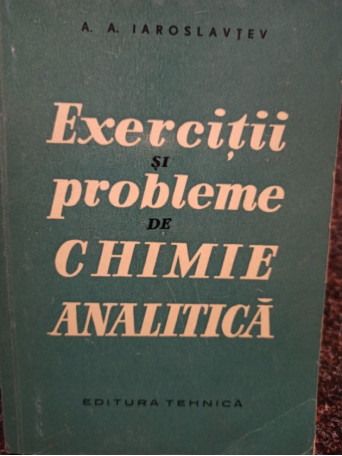 A. A. IAROSLAVȚEV
Exerciții
ȘI
probleme
DE
CHIMIE
ANALITICĂ
EDITURA TEHNICĂ